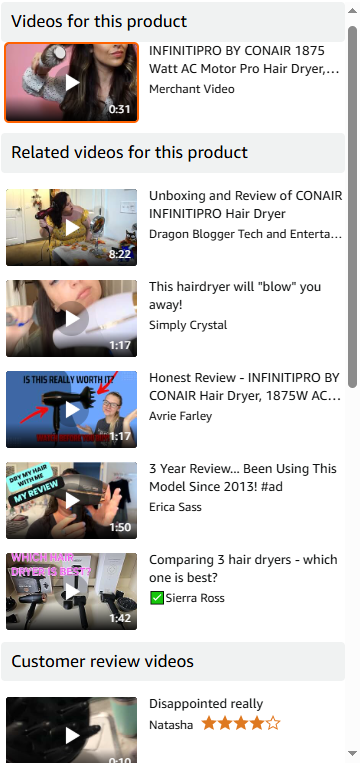 Videos for this product
INFINITIPRO BY CONAIR 1875
Watt AC Motor Pro Hair Dryer,…
Merchant Video
0:31
Related videos for this product
Unboxing and Review of CONAIR
INFINITIPRO Hair Dryer
Dragon Blogger Tech and Enterta…
8:22
This hairdryer will "blow" you
away!
Simply Crystal
1:17
IS THIS REALLY WORTH IT?
Honest Review - INFINITIPRO BY
CONAIR Hair Dryer, 1875W AC…
Avrie Farley
1:17
DRY MY HAIR
WITH ME
MY REVIEW
3 Year Review... Been Using This
Model Since 2013! #ad
Erica Sass
1:50
WHICH HAIR
DRYER IS BEST?
Comparing 3 hair dryers - which
one is best?
✅Sierra Ross
1:42
Customer review videos
Disappointed really
Natasha
0:10